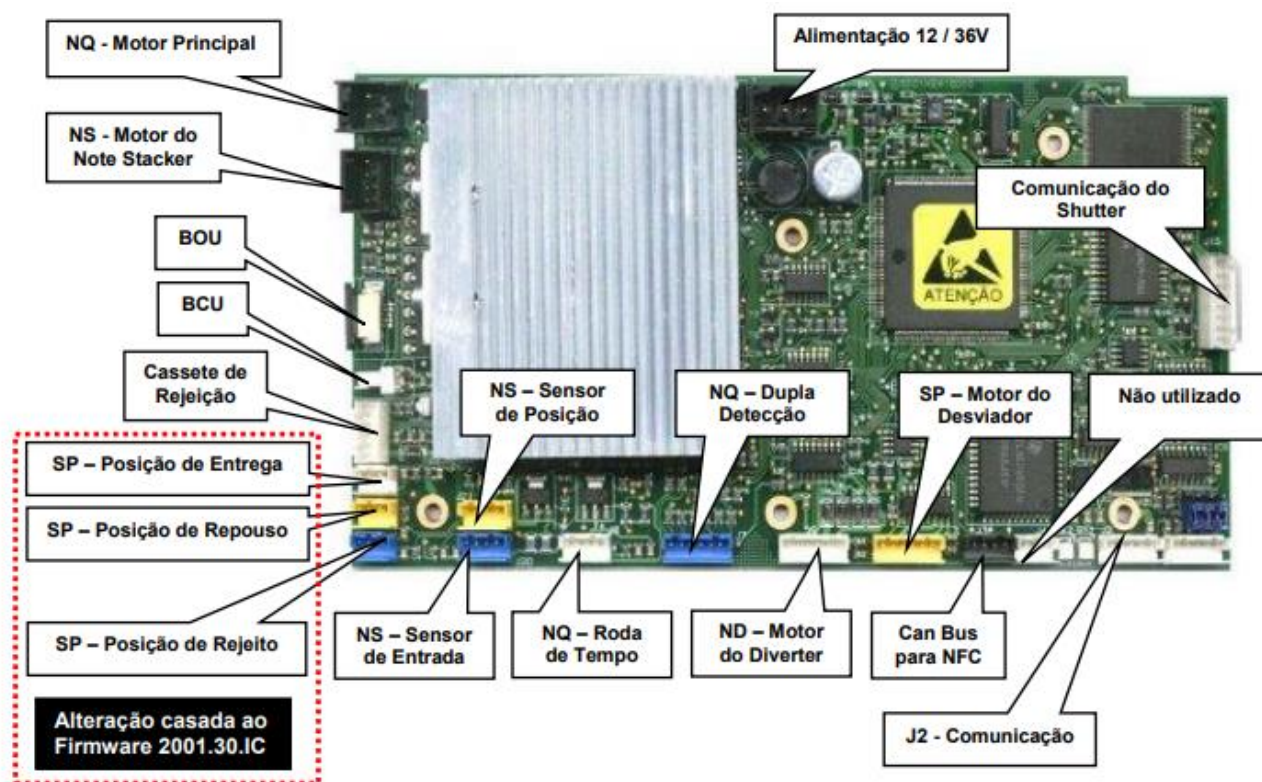 NQ - Motor Principal
Alimentação 12 / 36V
NS - Motor do
Note Stacker
Comunicação do
Shutter
BOU
ATENÇÃO
BCU
Cassete de
Rejeição
NS – Sensor
de Posição
NQ – Dupla
Detecção
SP – Motor do
Desviador
Não utilizado
SP – Posição de Entrega
SP – Posição de Repouso
SP – Posição de Rejeito
NS – Sensor
de Entrada
NQ – Roda
de Tempo
ND – Motor
do Diverter
Can Bus
para NFC
J2 - Comunicação
Alteração casada ao
Firmware 2001.30.IC